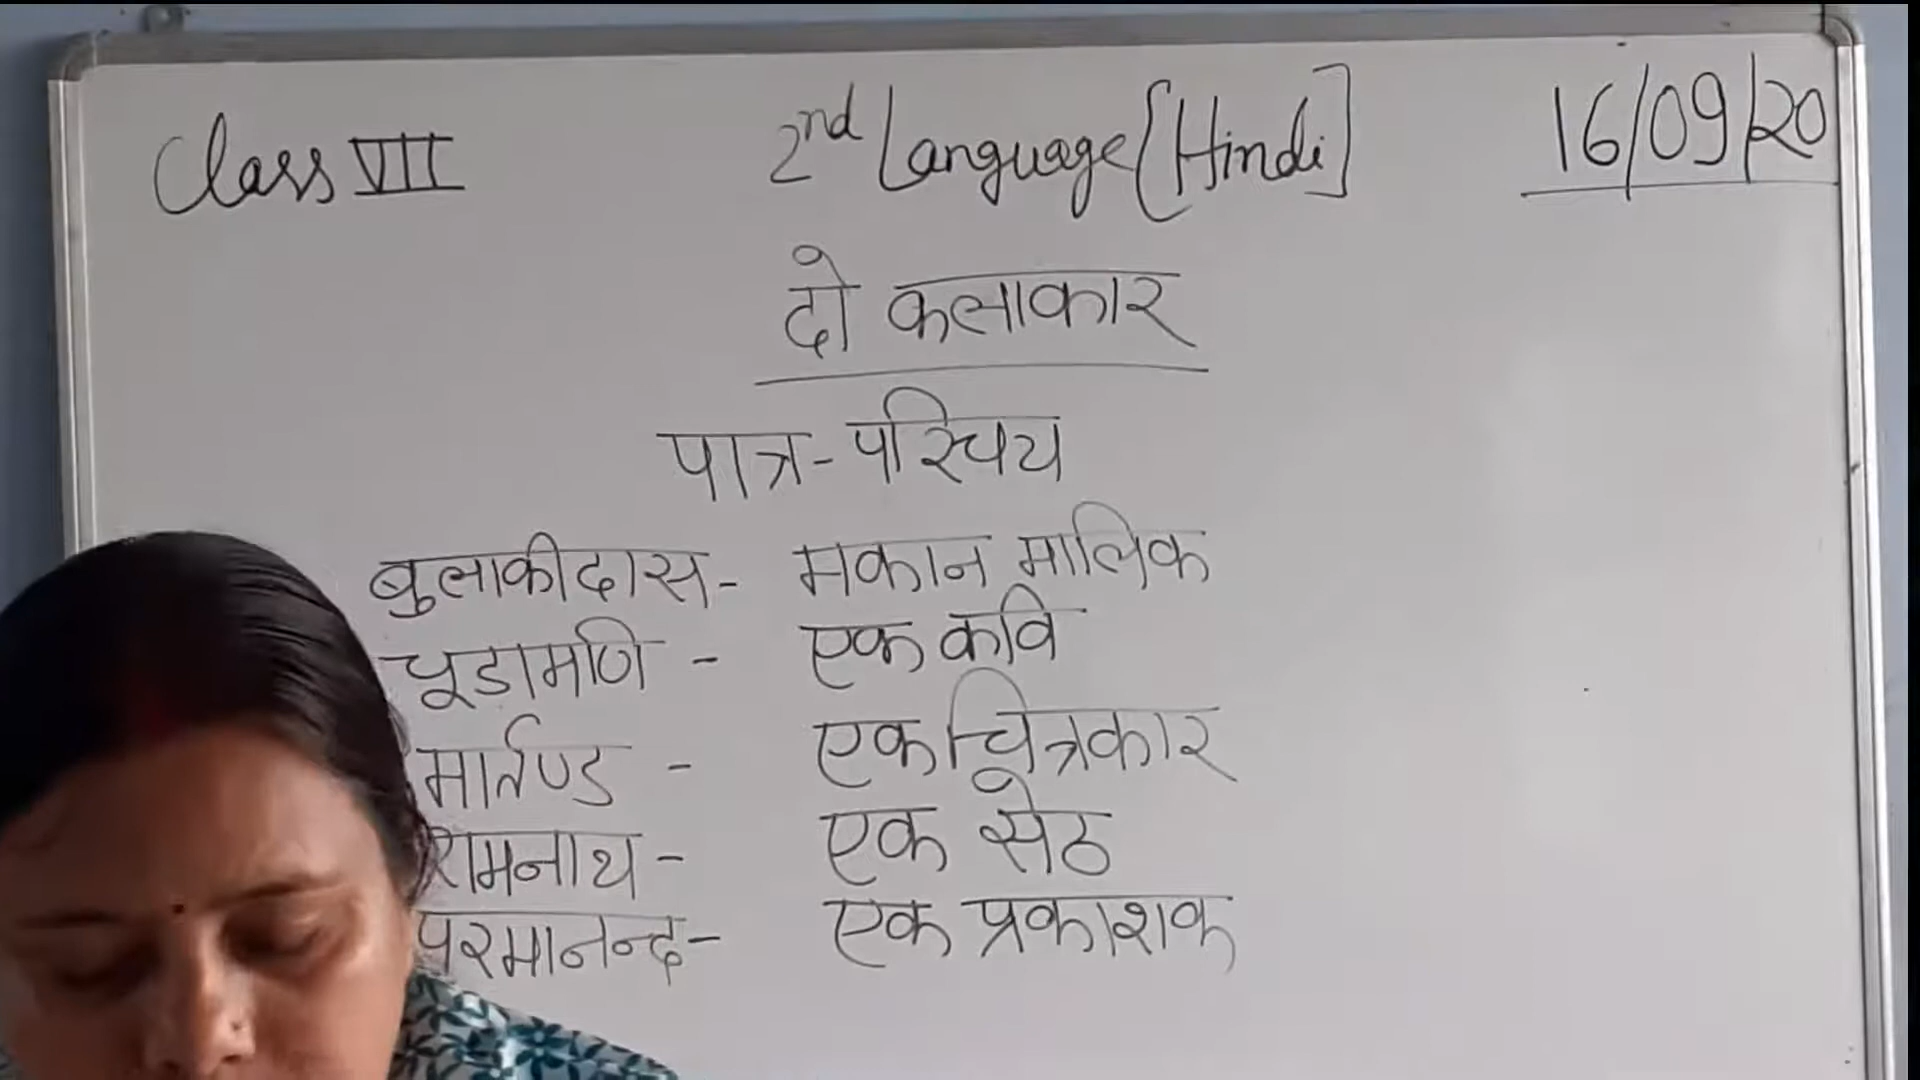 Class VII 2nd Language [Hindi] 16/09/20
दो कलाकार
पात्र-परिचय
बुलाकीदास- मकान मालिक
चूडामणि - एक कवि
मार्तण्ड - एक चित्रकार
रामनाथ - एक सेठ
परमानन्द- एक प्रकाशक